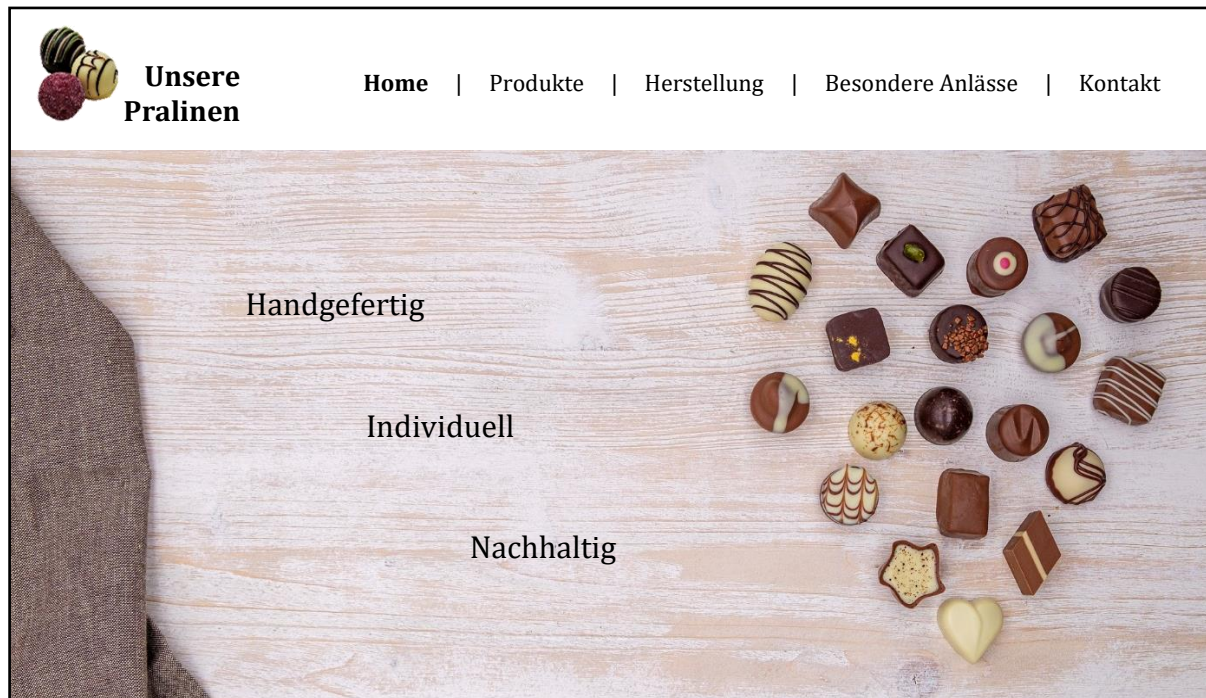 Unsere
Pralinen
Home | Produkte | Herstellung | Besondere Anlässe | Kontakt
Handgefertig
Individuell
Nachhaltig